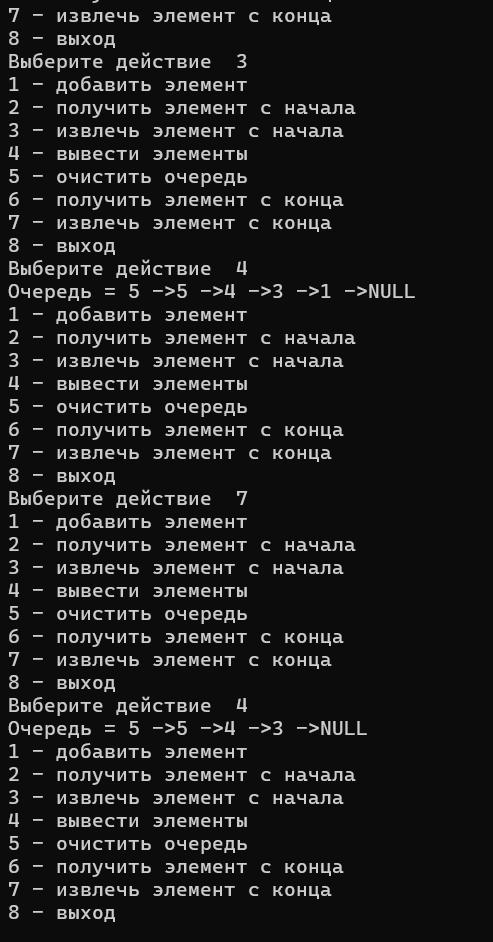 7 - извлечь элемент с конца
8 - выход
Выберите действие  3
1 - добавить элемент
2 - получить элемент с начала
3 - извлечь элемент с начала
4 - вывести элементы
5 - очистить очередь
6 - получить элемент с конца
7 - извлечь элемент с конца
8 - выход
Выберите действие  4
Очередь = 5 ->5 ->4 ->3 ->1 ->NULL
1 - добавить элемент
2 - получить элемент с начала
3 - извлечь элемент с начала
4 - вывести элементы
5 - очистить очередь
6 - получить элемент с конца
7 - извлечь элемент с конца
8 - выход
Выберите действие  7
1 - добавить элемент
2 - получить элемент с начала
3 - извлечь элемент с начала
4 - вывести элементы
5 - очистить очередь
6 - получить элемент с конца
7 - извлечь элемент с конца
8 - выход
Выберите действие  4
Очередь = 5 ->5 ->4 ->3 ->NULL
1 - добавить элемент
2 - получить элемент с начала
3 - извлечь элемент с начала
4 - вывести элементы
5 - очистить очередь
6 - получить элемент с конца
7 - извлечь элемент с конца
8 - выход